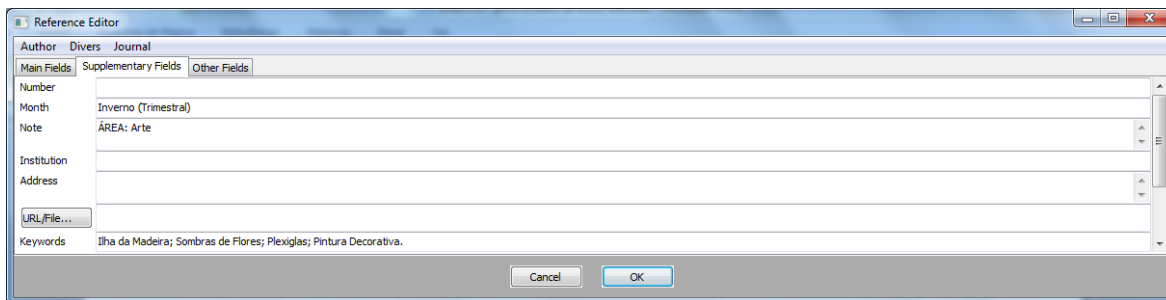 Reference Editor
Author Divers Journal
Main Fields Supplementary Fields Other Fields
Number
Month Inverno (Trimestral)
Note ÁREA: Arte
Institution
Address
URL/File...
Keywords Ilha da Madeira; Sombras de Flores; Plexiglas; Pintura Decorativa.
Cancel OK